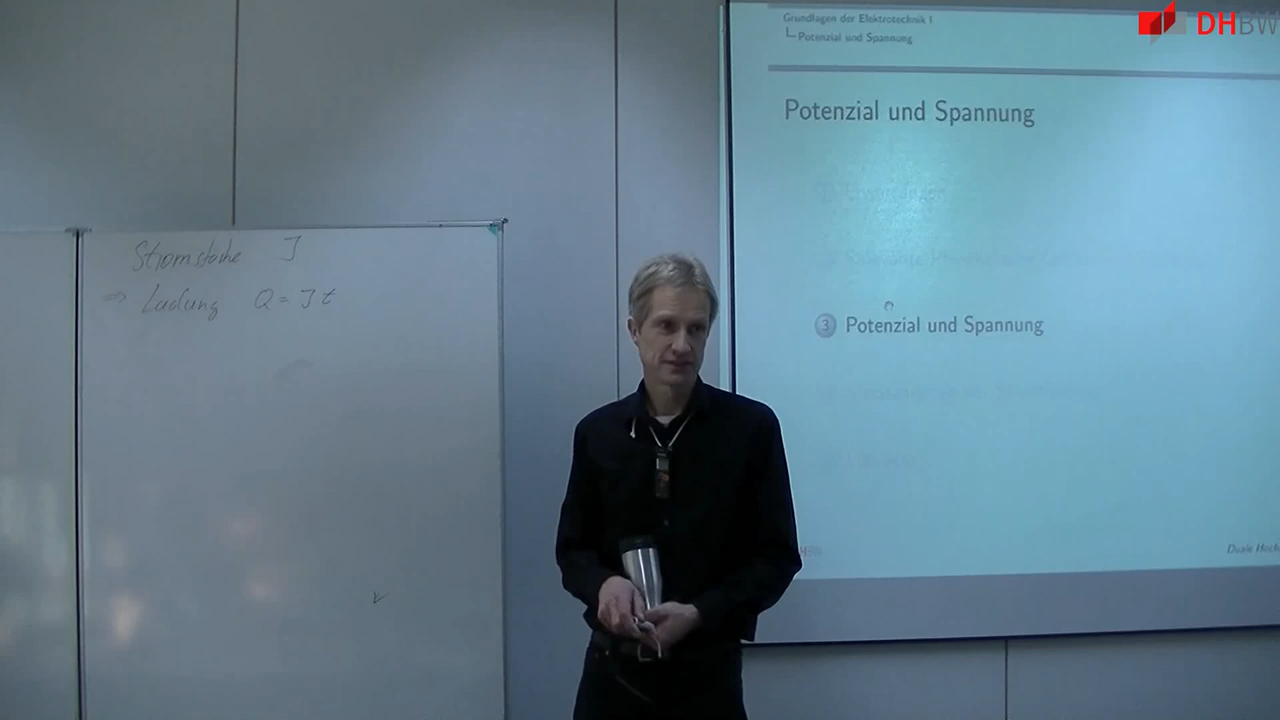 Stromstärke I
⇒ Ladung Q = I t
Grundlagen der Elektrotechnik I
Potenzial und Spannung
Potenzial und Spannung
3 Potenzial und Spannung
DHBW